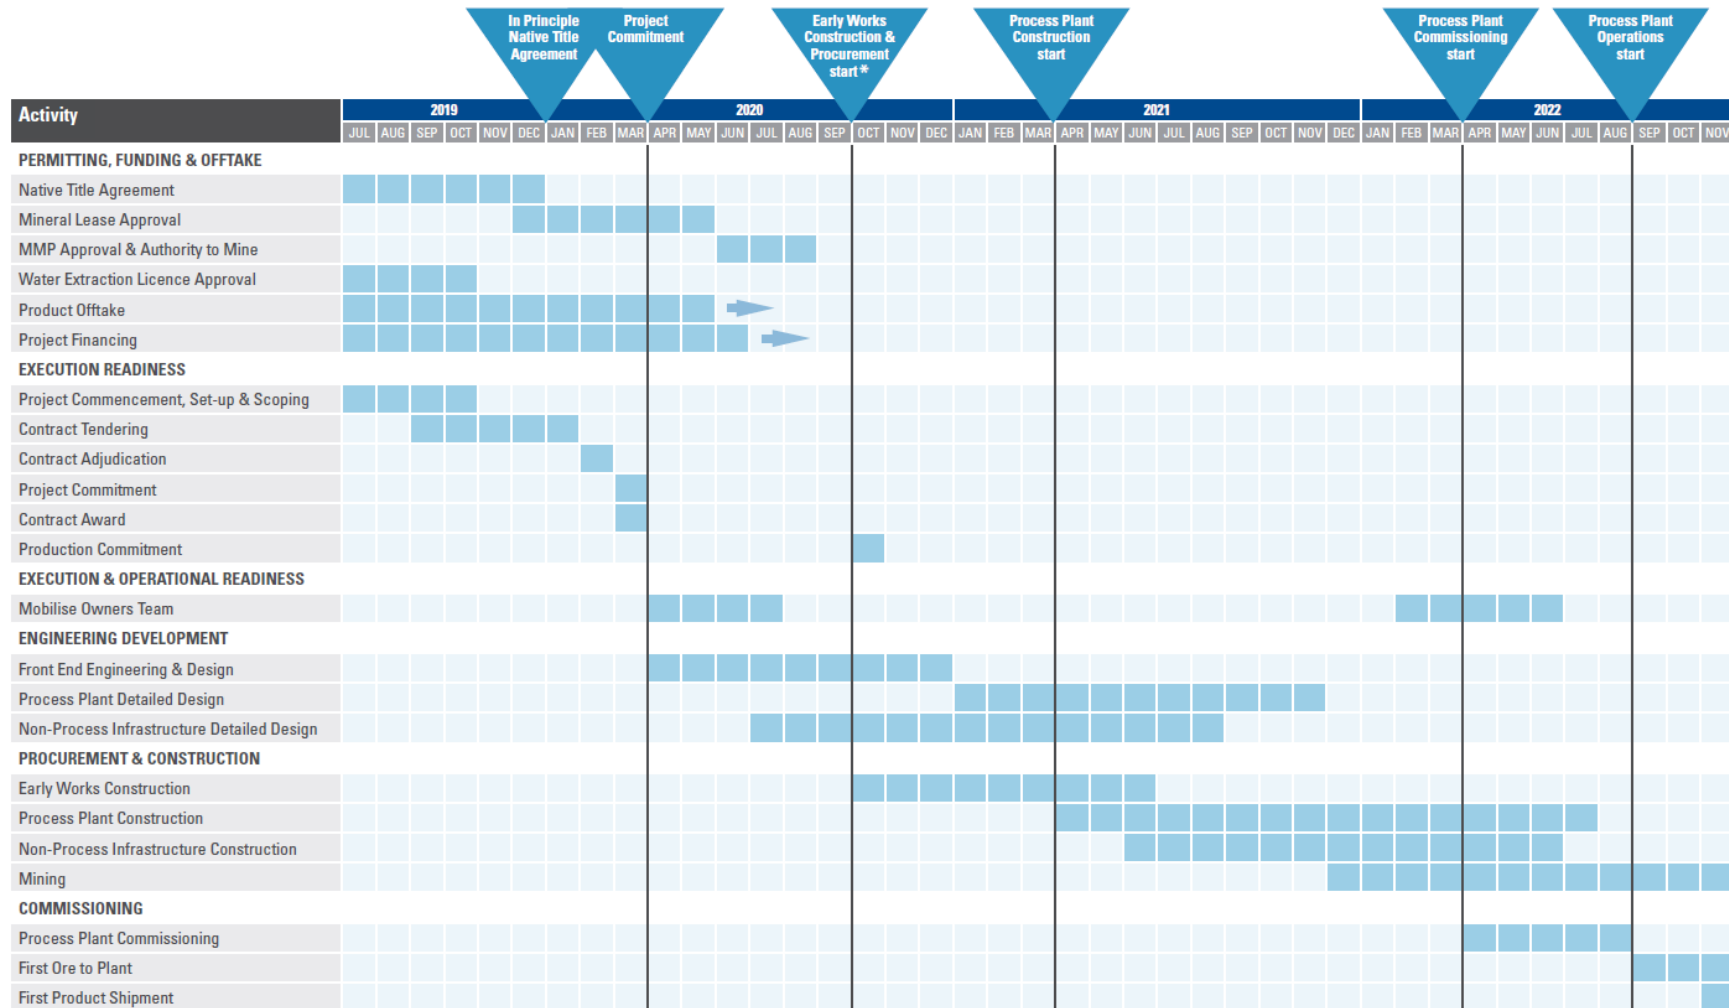 In Principle
Native Title
Agreement
Project
Commitment
Early Works
Construction &
Procurement
start*
Process Plant
Construction
start
Process Plant
Commissioning
start
Process Plant
Operations
start
Activity
2019 2020 2021 2022
JUL AUG SEP OCT NOV DEC JAN FEB MAR APR MAY JUN JUL AUG SEP OCT NOV DEC JAN FEB MAR APR MAY JUN JUL AUG SEP OCT NOV DEC JAN FEB MAR APR MAY JUN JUL AUG SEP OCT NOV
PERMITTING, FUNDING & OFFTAKE
Native Title Agreement
Mineral Lease Approval
MMP Approval & Authority to Mine
Water Extraction Licence Approval
Product Offtake
Project Financing
EXECUTION READINESS
Project Commencement, Set-up & Scoping
Contract Tendering
Contract Adjudication
Project Commitment
Contract Award
Production Commitment
EXECUTION & OPERATIONAL READINESS
Mobilise Owners Team
ENGINEERING DEVELOPMENT
Front End Engineering & Design
Process Plant Detailed Design
Non-Process Infrastructure Detailed Design
PROCUREMENT & CONSTRUCTION
Early Works Construction
Process Plant Construction
Non-Process Infrastructure Construction
Mining
COMMISSIONING
Process Plant Commissioning
First Ore to Plant
First Product Shipment